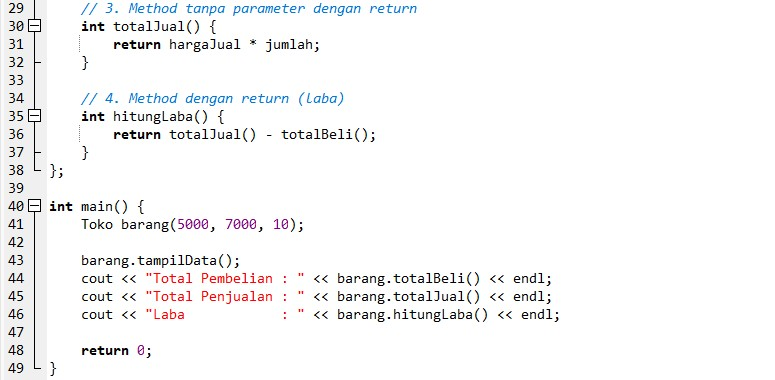 29 // 3. Method tanpa parameter dengan return
30 int totalJual() {
31 return hargaJual * jumlah;
32 }
33
34 // 4. Method dengan return (laba)
35 int hitungLaba() {
36 return totalJual() - totalBeli();
37 }
38 };
39
40 int main() {
41 Toko barang(5000, 7000, 10);
42
43 barang.tampilData();
44 cout << "Total Pembelian : " << barang.totalBeli() << endl;
45 cout << "Total Penjualan : " << barang.totalJual() << endl;
46 cout << "Laba            : " << barang.hitungLaba() << endl;
47
48 return 0;
49 }